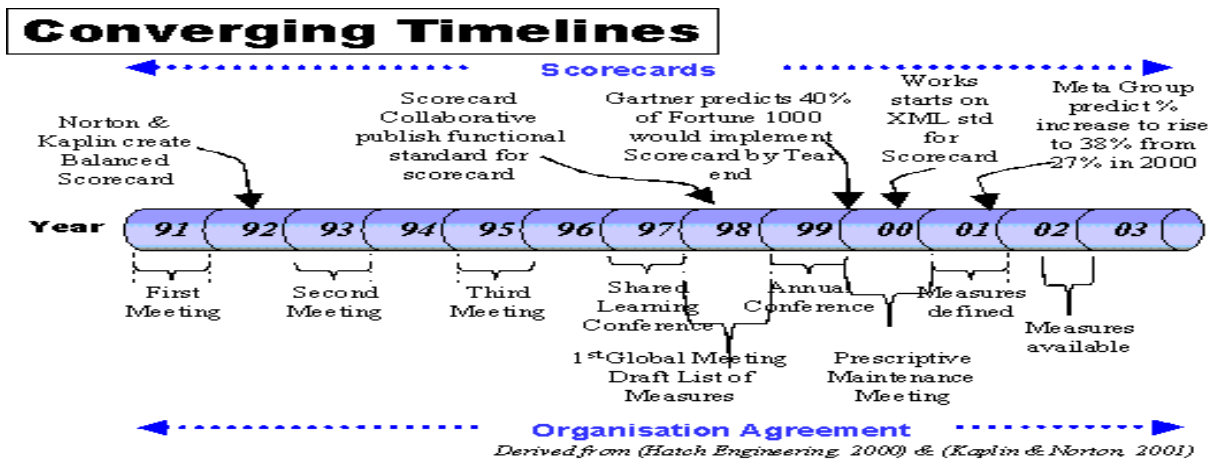 Converging Timelines
Scorecards
Norton &
Kaplin create
Balanced
Scorecard
Scorecard
Collaborative
publish functional
standard for
scorecard
Gartner predicts 40%
of Fortune 1000
would implement
Scorecard by Tear
end
Works
starts on
XML std
for
Scorecard
Meta Group
predict %
increase to rise
to 38% from
27% in 2000
Year 91 92 93 94 95 96 97 98 99 00 01 02 03
First
Meeting
Second
Meeting
Third
Meeting
Shared
Learning
Conference
1st Global Meeting
Draft List of
Measures
Annual
Conference
Prescriptive
Maintenance
Meeting
Measures
defined
Measures
available
Organisation Agreement
Derived from (Hatch Engineering, 2000) & (Kaplin & Norton, 2001)